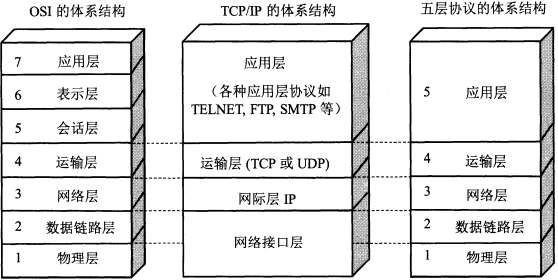 OSI 的体系结构
7 应用层
6 表示层
5 会话层
4 运输层
3 网络层
2 数据链路层
1 物理层
TCP/IP 的体系结构
应用层
（各种应用层协议如
TELNET, FTP, SMTP 等）
运输层 (TCP 或 UDP)
网际层 IP
网络接口层
五层协议的体系结构
5 应用层
4 运输层
3 网络层
2 数据链路层
1 物理层